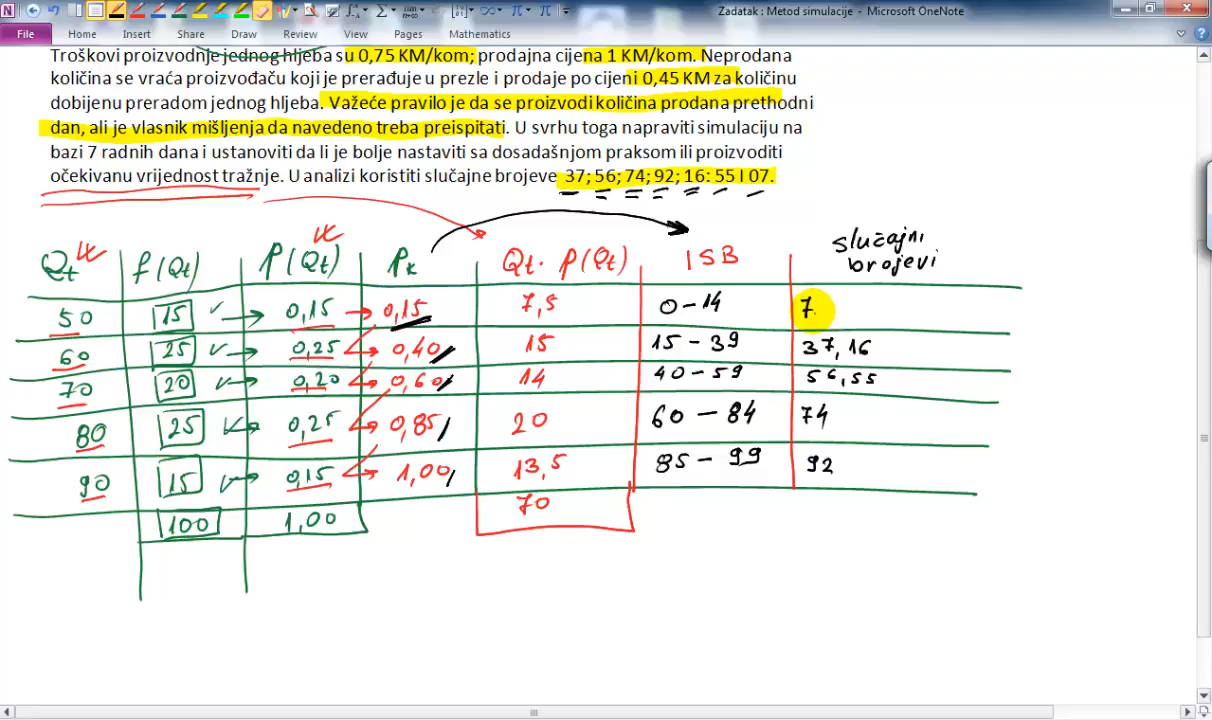 Zadatak : Metod simulacije - Microsoft OneNote
File Home Insert Share Draw Review View Pages Mathematics
Troškovi proizvodnje jednog hljeba su 0,75 KM/kom; prodajna cijena 1 KM/kom. Neprodana
količina se vraća proizvođaču koji je prerađuje u prezle i prodaje po cijeni 0,45 KM za količinu
dobijenu preradom jednog hljeba. Važeće pravilo je da se proizvodi količina prodana prethodni
dan, ali je vlasnik mišljenja da navedeno treba preispitati. U svrhu toga napraviti simulaciju na
bazi 7 radnih dana i ustanoviti da li je bolje nastaviti sa dosadašnjom praksom ili proizvoditi
očekivanu vrijednost tražnje. U analizi koristiti slučajne brojeve 37; 56; 74; 92; 16: 55 I 07.
Qt f(Qt) p(Qt) Pk Qt. p(Qt) ISB slučajni brojevi
50 15 0,15 0,15 7,5 0-14 7
60 25 0,25 0,40 15 15-39 37, 16
70 20 0,20 0,60 14 40-59 56, 55
80 25 0,25 0,85 20 60-84 74
90 15 0,15 1,00 13,5 85-99 92
100 1,00 70